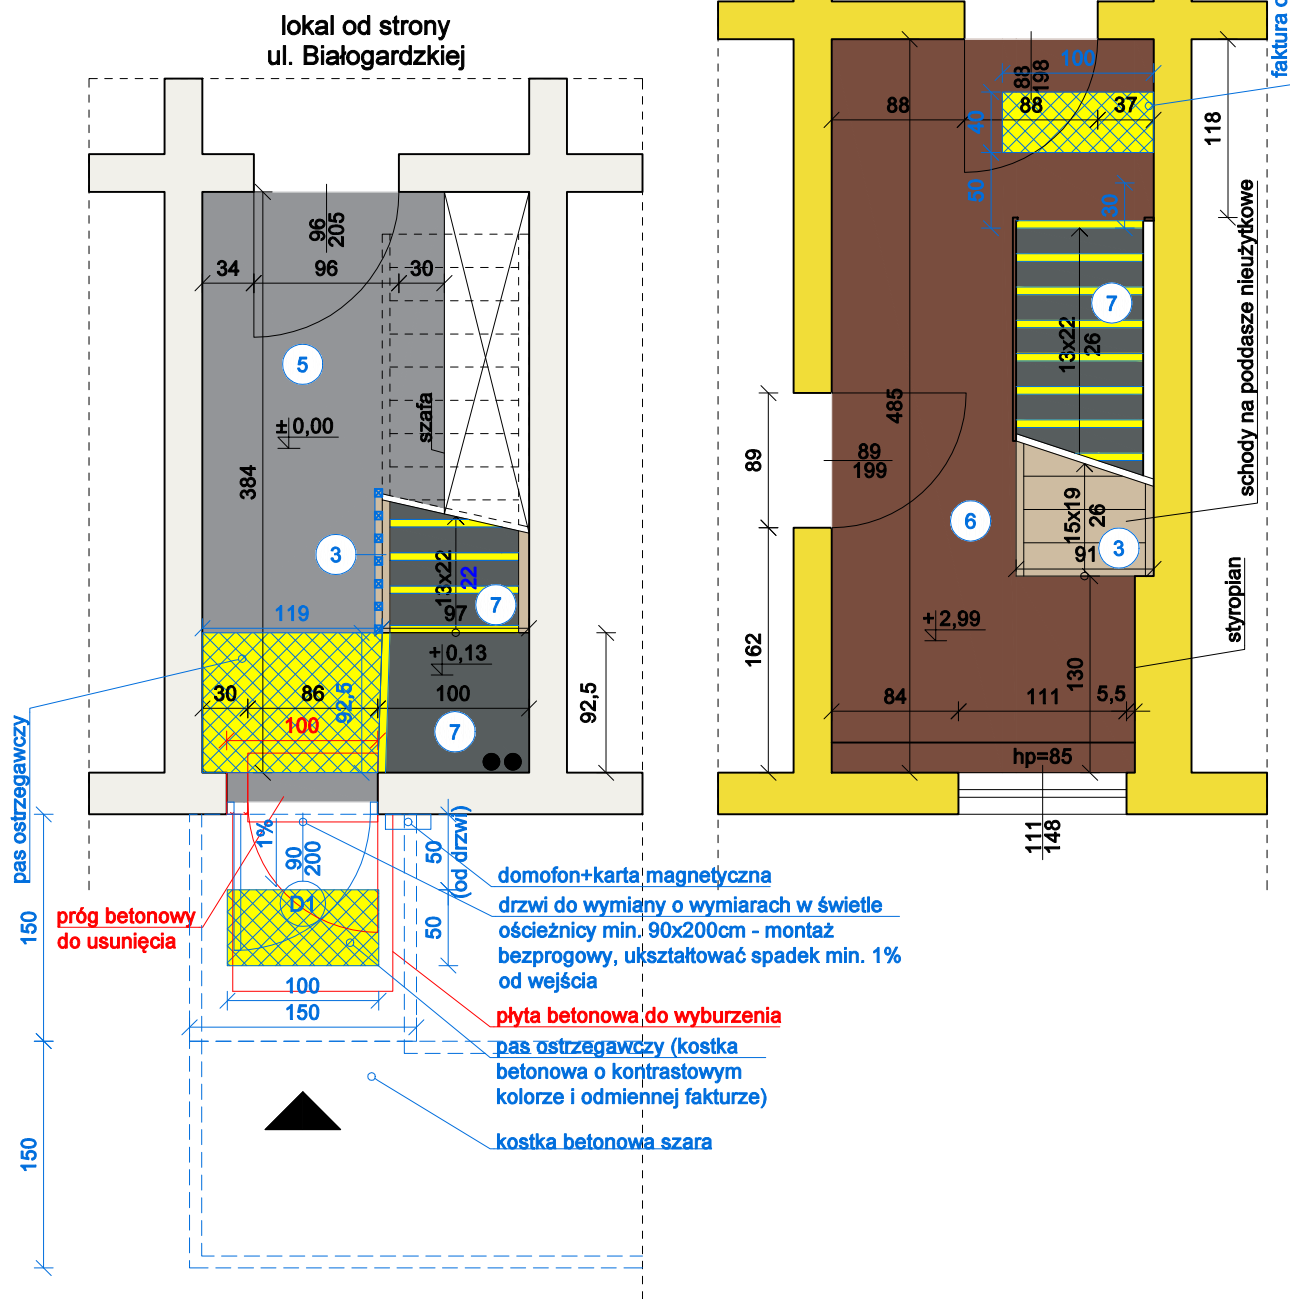 lokal od strony
ul. Białogardzkiej
96
205
34
96
30
5
± 0,00
szafa
384
3
13x22
22
7
119
97
+ 0,13
30
86
100
92,5
92,5
100
7
pas ostrzegawczy
1%
90
200
50
(od drzwi)
D1
50
150
próg betonowy
do usunięcia
100
150
150
domofon+karta magnetyczna
drzwi do wymiany o wymiarach w świetle
ościeżnicy min. 90x200cm - montaż
bezprogowy, ukształtować spadek min. 1%
od wejścia
płyta betonowa do wyburzenia
pas ostrzegawczy (kostka
betonowa o kontrastowym
kolorze i odmiennej fakturze)
kostka betonowa szara
88
198
100
88
88
37
40
50
30
118
faktura
schody na poddasze nieużytkowe
7
13x22
26
485
89
89
199
6
15x19
26
3
91
styropian
+ 2,99
162
130
84
111
5,5
hp=85
111
148